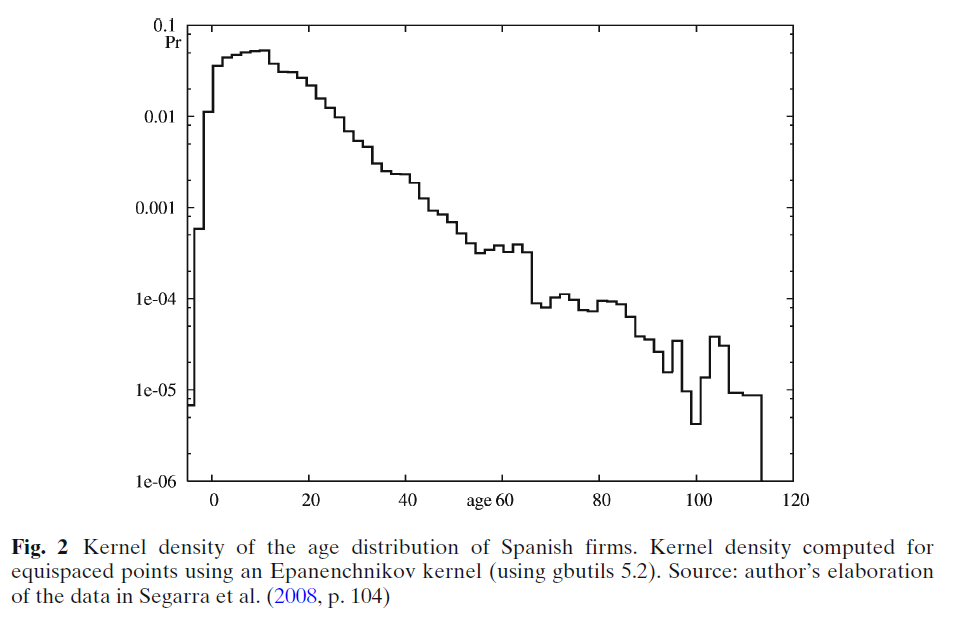 0.1
Pr
0.01
0.001
1e-04
1e-05
1e-06
0 20 40 age 60 80 100 120
Fig. 2 Kernel density of the age distribution of Spanish firms. Kernel density computed for
equispaced points using an Epanenchnikov kernel (using gbutils 5.2). Source: author's elaboration
of the data in Segarra et al. (2008, p. 104)